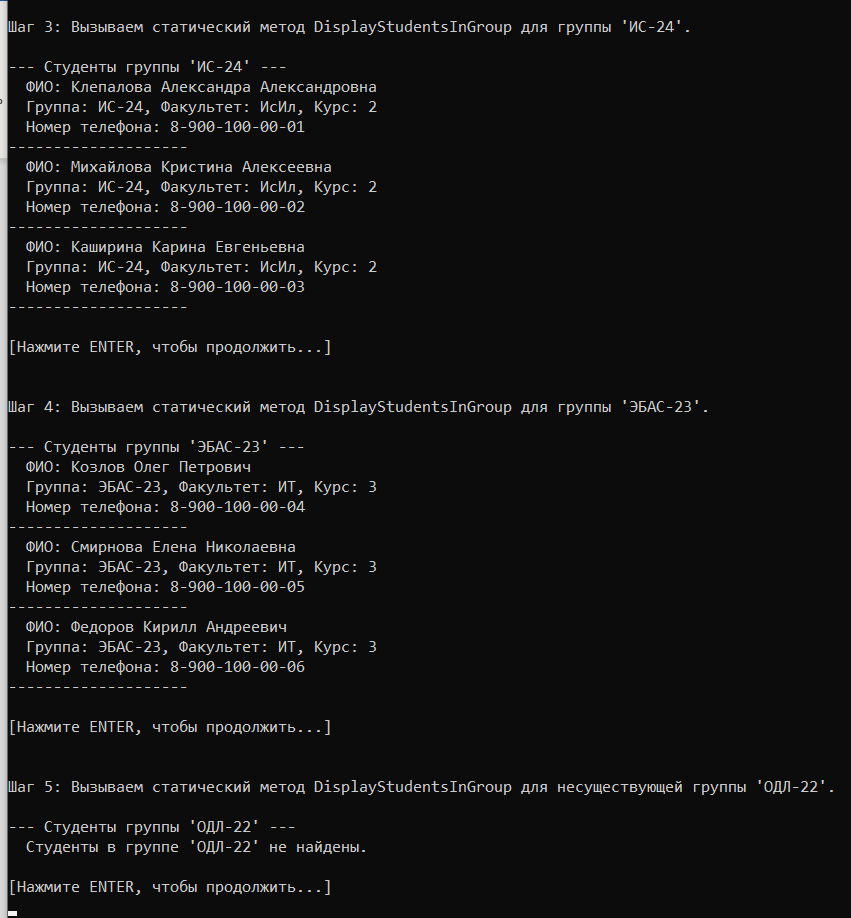 Шаг 3: Вызываем статический метод DisplayStudentsInGroup для группы 'ИС-24'.
--- Студенты группы 'ИС-24' ---
ФИО: Клепалова Александра Александровна
Группа: ИС-24, Факультет: ИсИл, Курс: 2
Номер телефона: 8-900-100-00-01
--------------------
ФИО: Михайлова Кристина Алексеевна
Группа: ИС-24, Факультет: ИсИл, Курс: 2
Номер телефона: 8-900-100-00-02
--------------------
ФИО: Каширина Карина Евгеньевна
Группа: ИС-24, Факультет: ИсИл, Курс: 2
Номер телефона: 8-900-100-00-03
--------------------
[Нажмите ENTER, чтобы продолжить...]
Шаг 4: Вызываем статический метод DisplayStudentsInGroup для группы 'ЭБАС-23'.
--- Студенты группы 'ЭБАС-23' ---
ФИО: Козлов Олег Петрович
Группа: ЭБАС-23, Факультет: ИТ, Курс: 3
Номер телефона: 8-900-100-00-04
--------------------
ФИО: Смирнова Елена Николаевна
Группа: ЭБАС-23, Факультет: ИТ, Курс: 3
Номер телефона: 8-900-100-00-05
--------------------
ФИО: Федоров Кирилл Андреевич
Группа: ЭБАС-23, Факультет: ИТ, Курс: 3
Номер телефона: 8-900-100-00-06
--------------------
[Нажмите ENTER, чтобы продолжить...]
Шаг 5: Вызываем статический метод DisplayStudentsInGroup для несуществующей группы 'ОДЛ-22'.
--- Студенты группы 'ОДЛ-22' ---
Студенты в группе 'ОДЛ-22' не найдены.
[Нажмите ENTER, чтобы продолжить...]